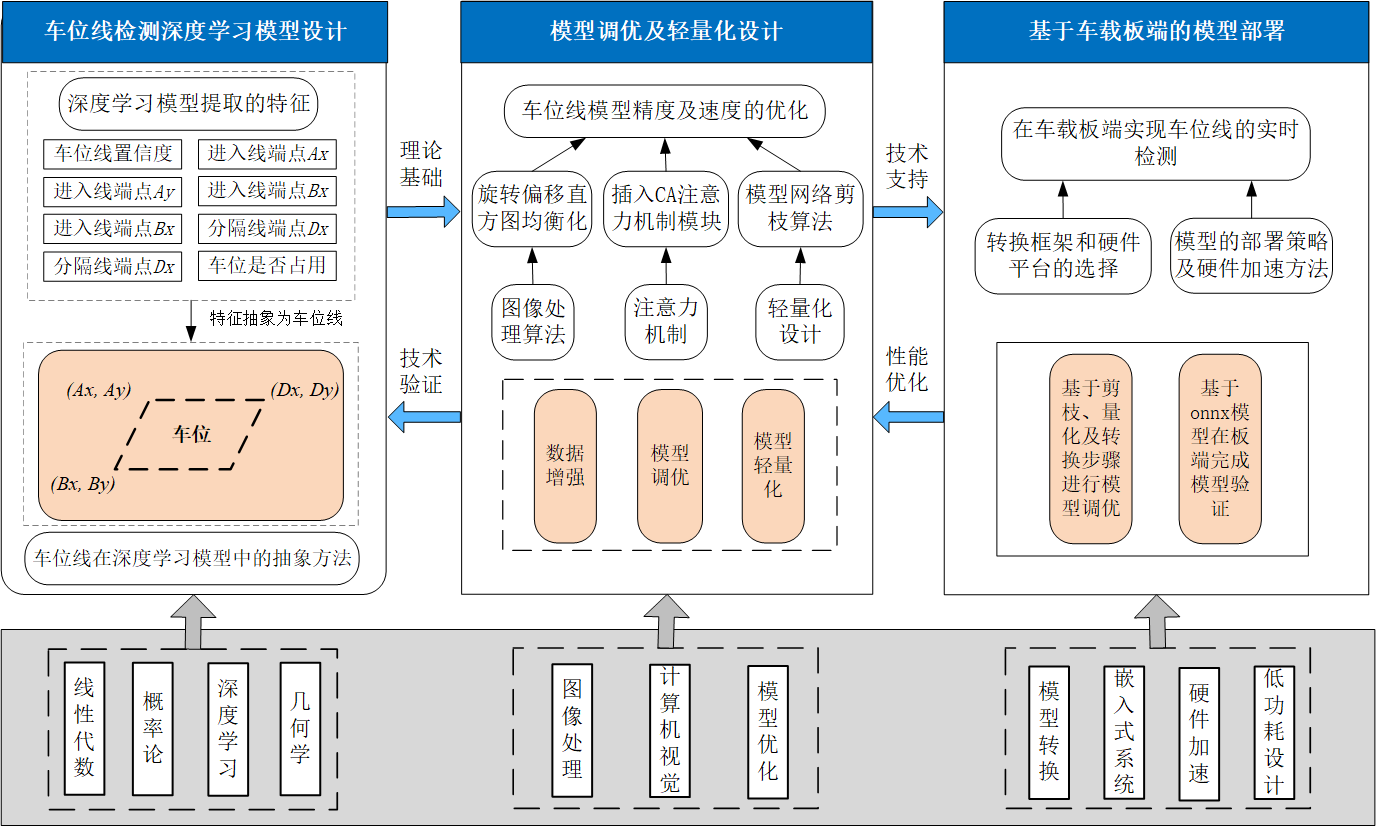 车位线检测深度学习模型设计
深度学习模型提取的特征
车位线置信度
进入线端点Ax
进入线端点Ay
进入线端点Bx
进入线端点Bx
分隔线端点Dx
分隔线端点Dx
车位是否占用
特征抽象为车位线
(Ax, Ay)
(Dx, Dy)
车位
(Bx, By)
车位线在深度学习模型中的抽象方法
理论
基础
技术
验证
模型调优及轻量化设计
车位线模型精度及速度的优化
旋转偏移直
方图均衡化
插入CA注意
力机制模块
模型网络剪
枝算法
图像处
理算法
注意力
机制
轻量化
设计
数据
增强
模型
调优
模型
轻量
化
技术
支持
性能
优化
基于车载板端的模型部署
在车载板端实现车位线的实时
检测
转换框架和硬件
平台的选择
模型的部署策略
及硬件加速方法
基于剪
枝、量
化及转
换步骤
进行模
型调优
基于
onnx模
型在板
端完成
模型验
证
线性代数
概率论
深度学习
几何学
图像处理
计算机视觉
模型优化
模型转换
嵌入式系统
硬件加速
低功耗设计